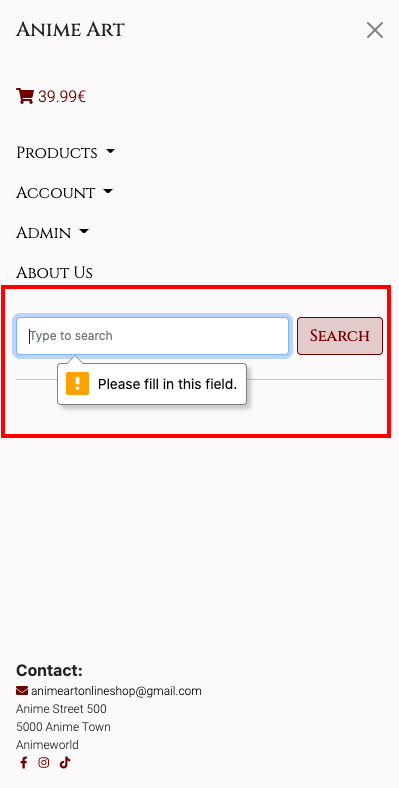 Anime Art
39.99€
Products
Account
Admin
About Us
Type to search
Search
Please fill in this field.
Contact:
animeartonlineshop@gmail.com
Anime Street 500
5000 Anime Town
Animeworld